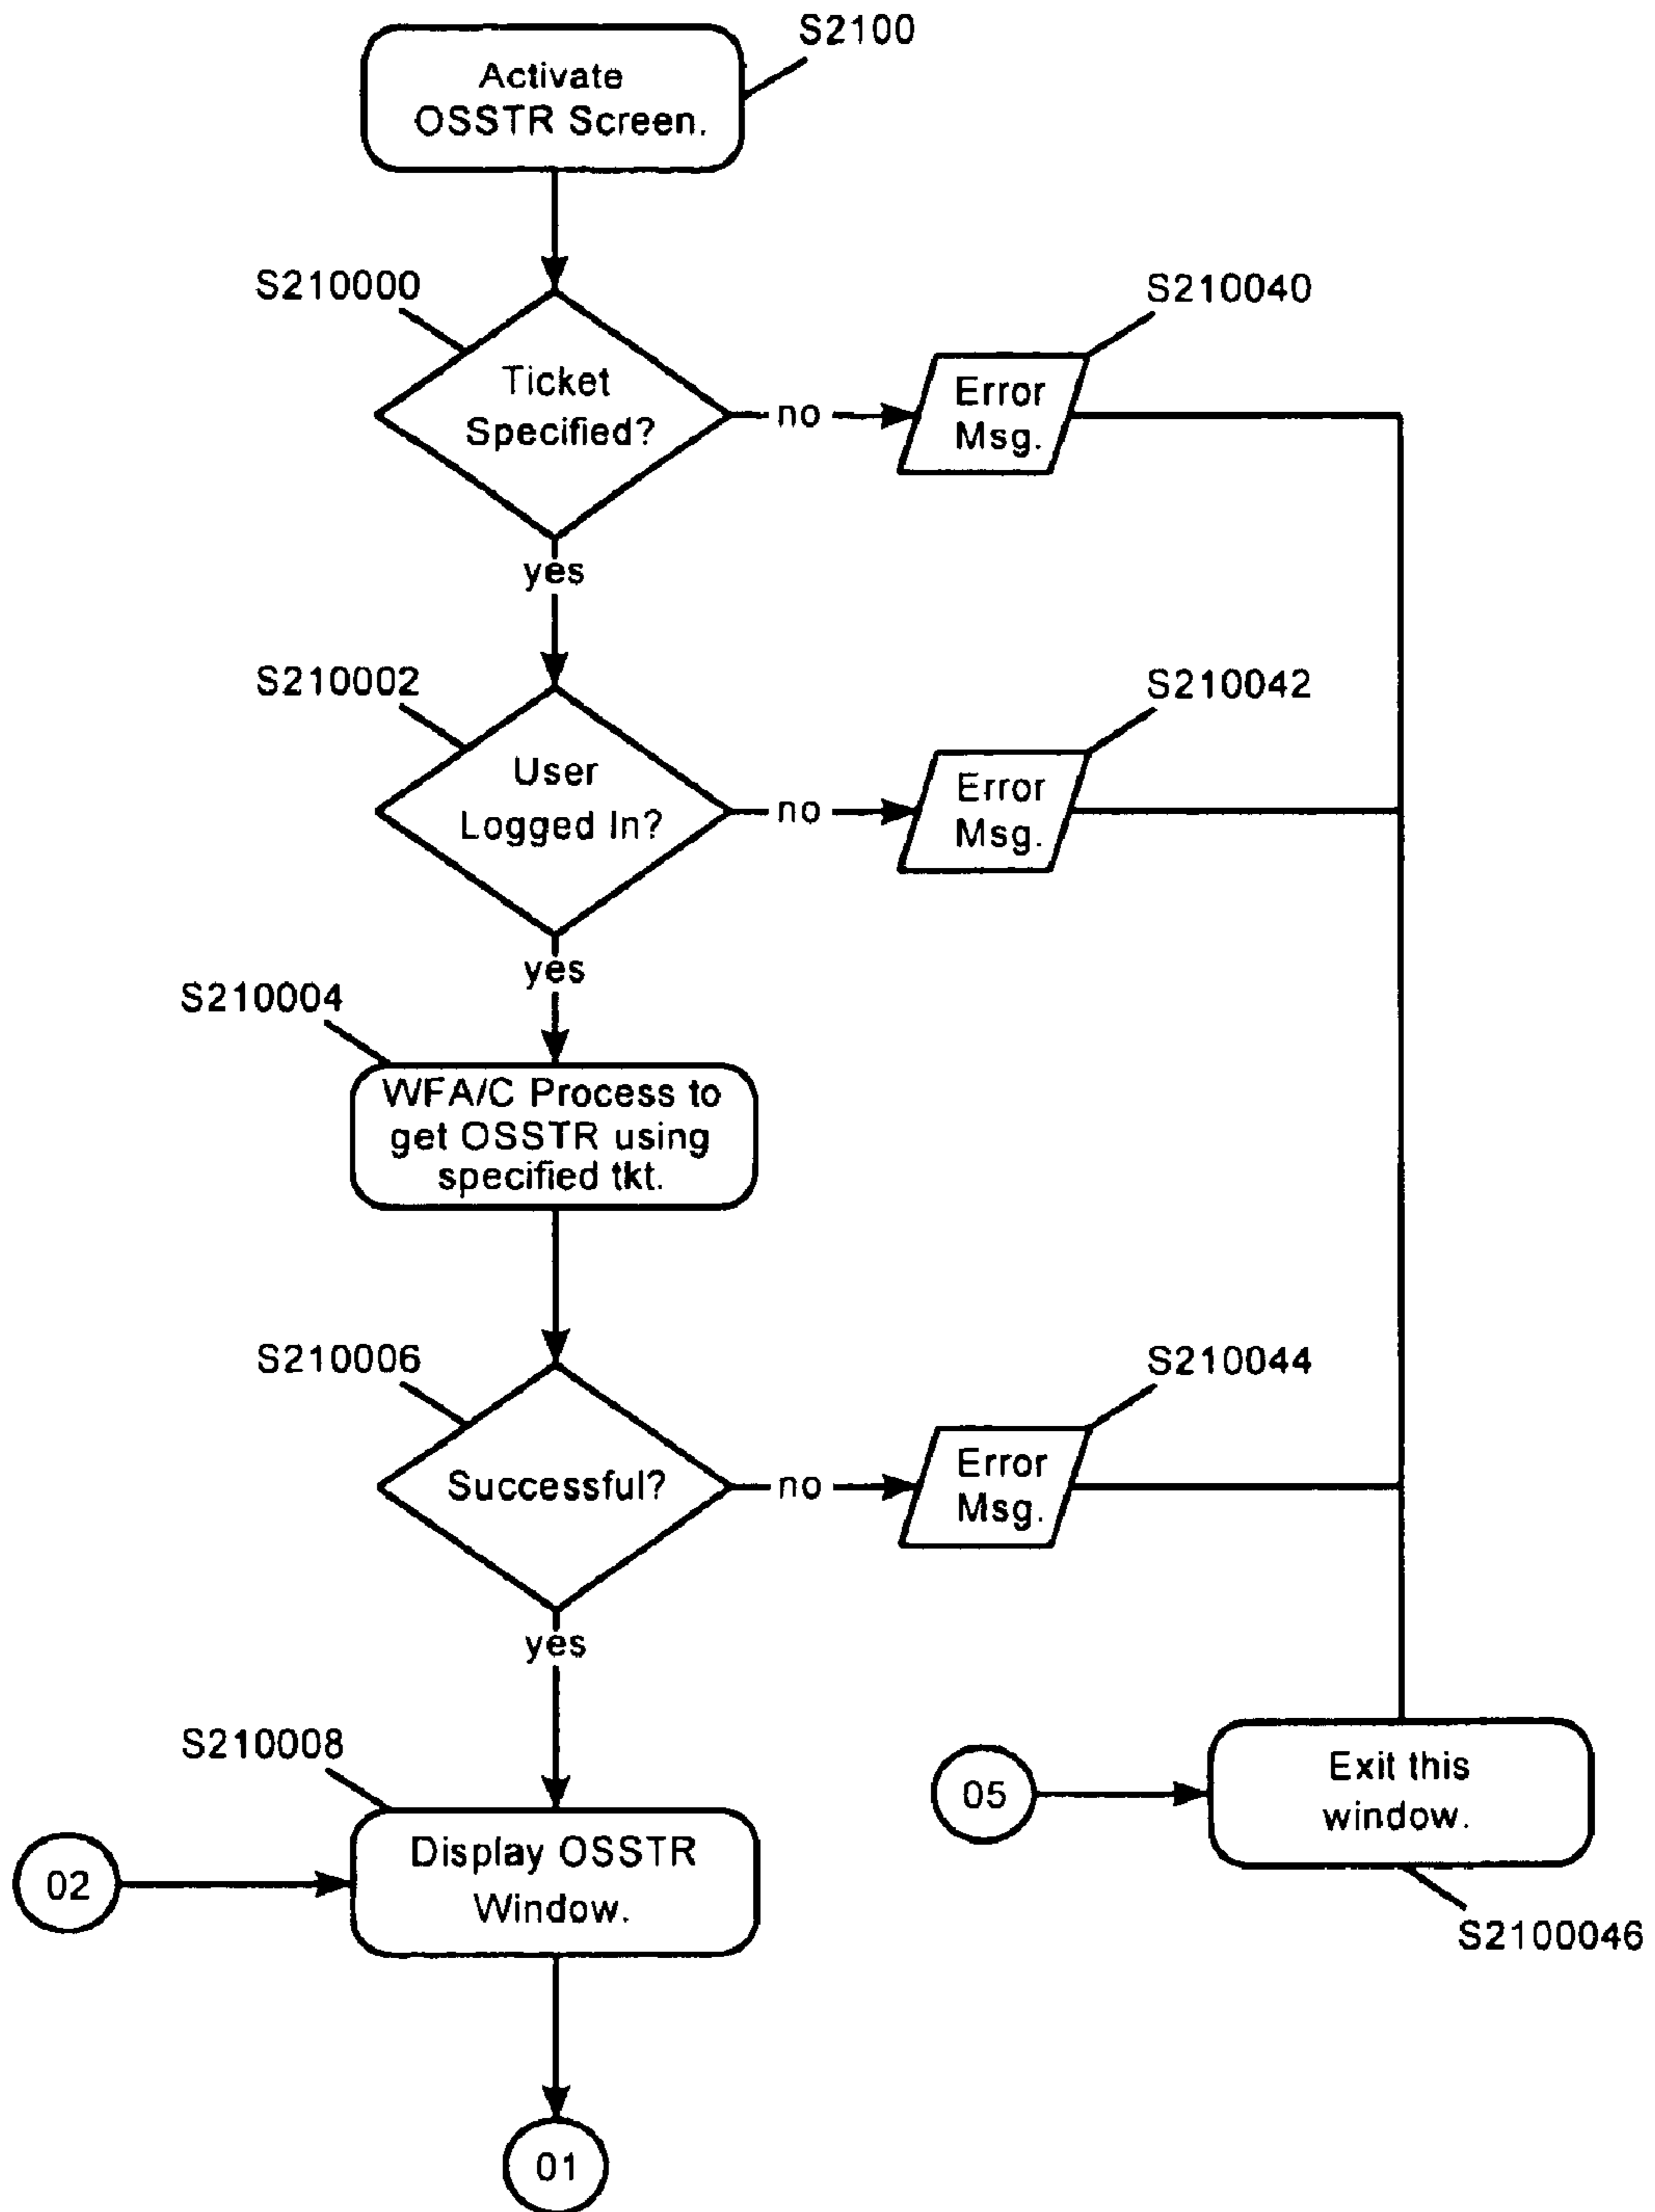 S2100
Activate
OSSTR Screen.
S210000
Ticket
Specified?
no
S210040
Error
Msg.
yes
S210002
User
Logged In?
no
S210042
Error
Msg.
yes
S210004
WFA/C Process to
get OSSTR using
specified tkt.
S210006
Successful?
no
S210044
Error
Msg.
yes
S210008
02
Display OSSTR
Window.
05
Exit this
window.
S2100046
01